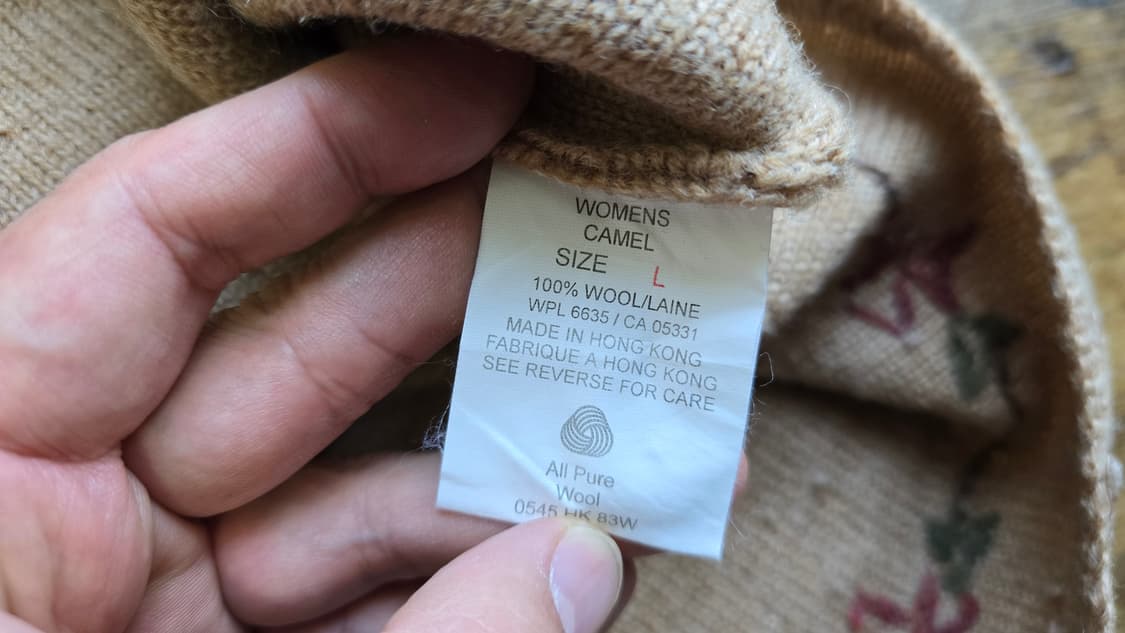 WOMENS
CAMEL
SIZE L
100% WOOL/LAINE
WPL 6635 / CA 05331
MADE IN HONG KONG
FABRIQUE A HONG KONG
SEE REVERSE FOR CARE
All Pure
Wool
0545 HK 83W